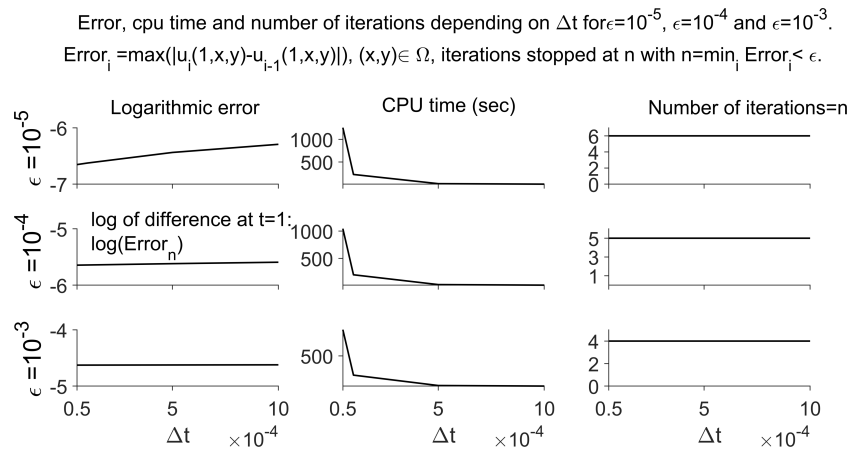 Error, cpu time and number of iterations depending on Δt forϵ=10^-5, ϵ=10^-4 and ϵ=10^-3.
Error_i =max(|u_i(1,x,y)-u_i-1(1,x,y)|), (x,y)∈ Ω, iterations stopped at n with n=min_i Error_i< ϵ.
Logarithmic error CPU time (sec) Number of iterations=n
ϵ =10^-5
-6
-7
1000
500
6
4
2
0
ϵ =10^-4
log of difference at t=1:
log(Error_n)
-5
-6
1000
500
5
3
1
ϵ =10^-3
-4
-5
500
4
2
0
0.5 5 10 0.5 5 10 0.5 5 10
Δt ×10^-4 Δt ×10^-4 Δt ×10^-4